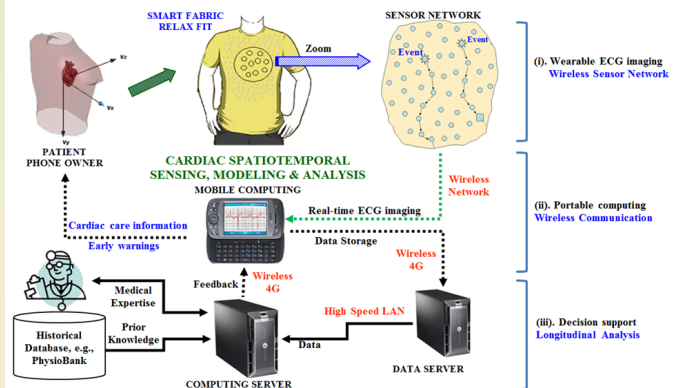 SMART FABRIC
RELAX FIT
SENSOR NETWORK
Zoom
Event
Event
Vz
Vx
Vy
(i). Wearable ECG imaging
Wireless Sensor Network
PATIENT
PHONE OWNER
CARDIAC SPATIOTEMPORAL
SENSING, MODELING & ANALYSIS
MOBILE COMPUTING
Wireless
Network
Real-time ECG imaging
(ii). Portable computing
Wireless Communication
Cardiac care information
Early warnings
Data Storage
Wireless
4G
Feedback
Wireless
4G
Medical
Expertise
Prior
Knowledge
Historical
Database, e.g.,
PhysioBank
High Speed LAN
Data
(iii). Decision support
Longitudinal Analysis
DATA SERVER
COMPUTING SERVER